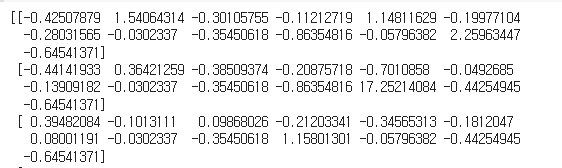 [[-0.42507879 1.54064314 -0.30105755 -0.11212719 1.14811629 -0.19977104
-0.28031565 -0.0302337 -0.35450618 -0.86354816 -0.05796382 2.25963447
-0.64541371]
[-0.44141933 0.36421259 -0.38509374 -0.20875718 -0.7010858 -0.0492685
-0.13909182 -0.0302337 -0.35450618 -0.86354816 17.25214084 -0.44254945
-0.64541371]
[ 0.39482084 -0.1013111 0.09868026 -0.21203341 -0.34565313 -0.1812047
0.08001191 -0.0302337 -0.35450618 1.15801301 -0.05796382 -0.44254945
-0.64541371]